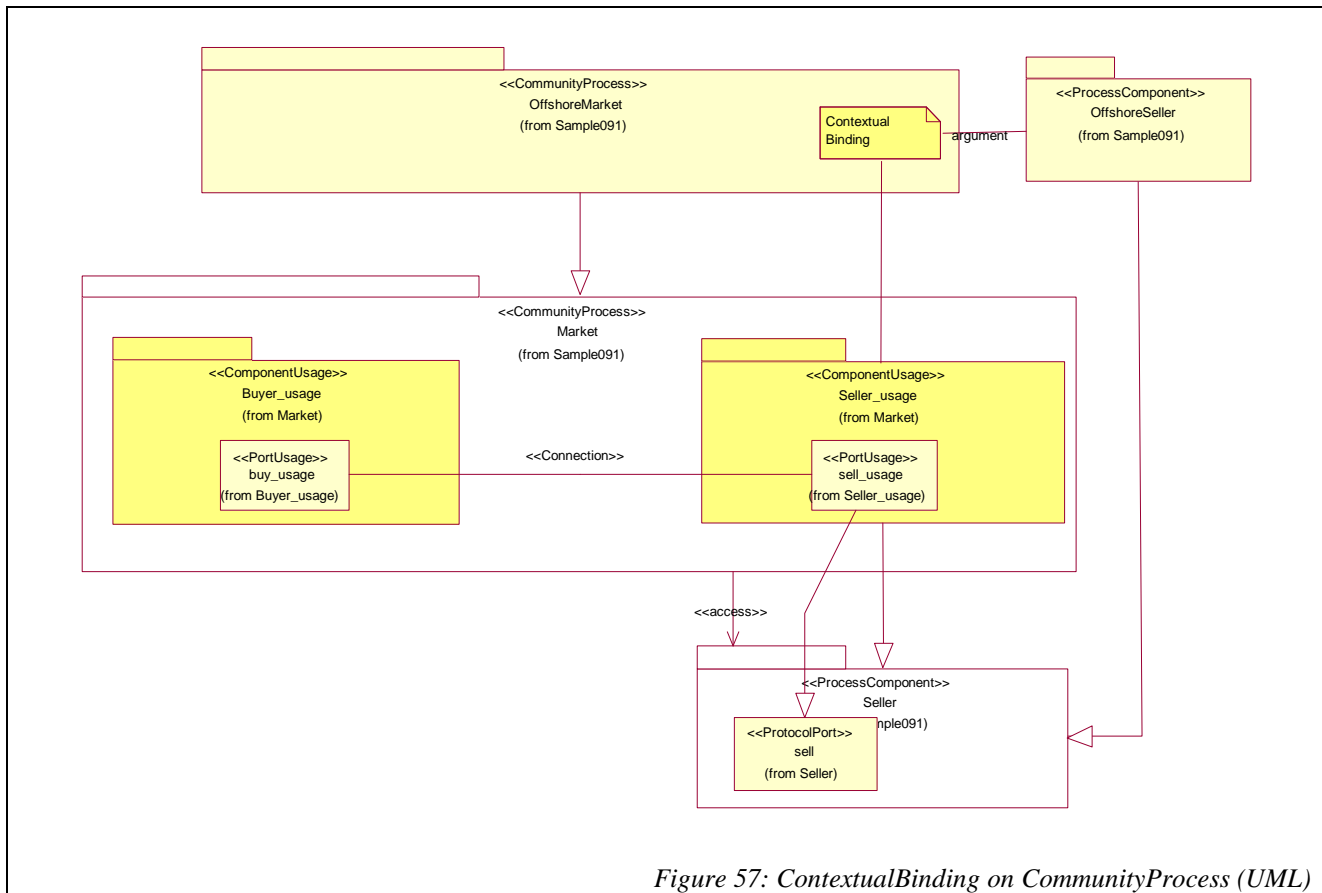 <<CommunityProcess>>
OffshoreMarket
(from Sample091)
<<ProcessComponent>>
OffshoreSeller
(from Sample091)
Contextual
Binding
argument
<<CommunityProcess>>
Market
(from Sample091)
<<ComponentUsage>>
Buyer_usage
(from Market)
<<ComponentUsage>>
Seller_usage
(from Market)
<<PortUsage>>
buy_usage
(from Buyer_usage)
<<Connection>>
<<PortUsage>>
sell_usage
(from Seller_usage)
<<access>>
<<ProcessComponent>>
Seller
mple091)
<<ProtocolPort>>
sell
(from Seller)
Figure 57: ContextualBinding on CommunityProcess (UML)